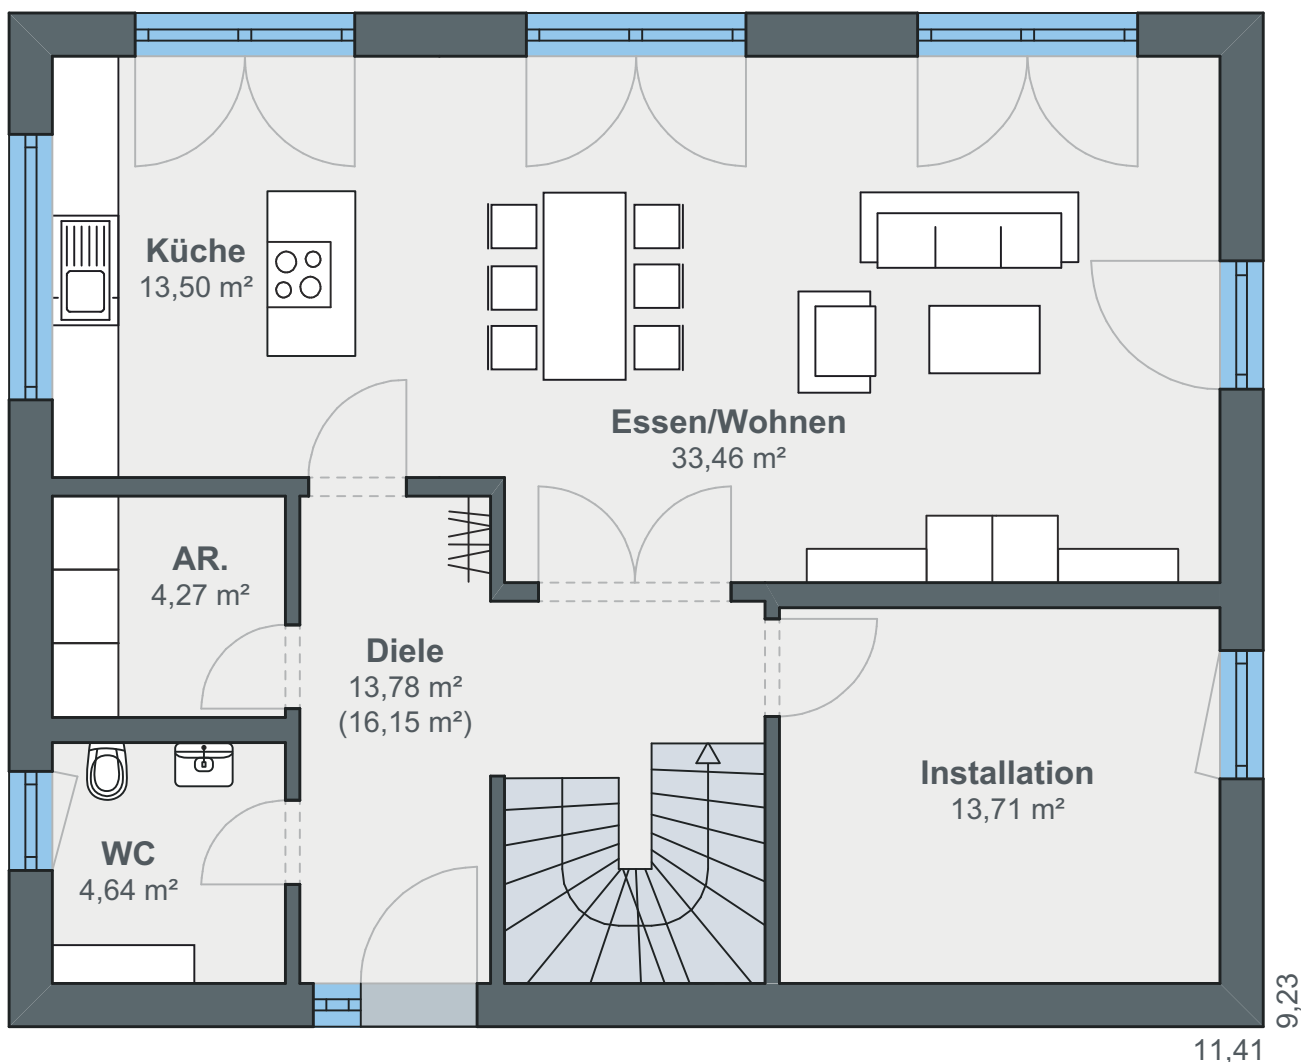 Küche
13,50 m²
Essen/Wohnen
33,46 m²
AR.
4,27 m²
Diele
13,78 m²
(16,15 m²)
Installation
13,71 m²
WC
4,64 m²
9,23
11,41